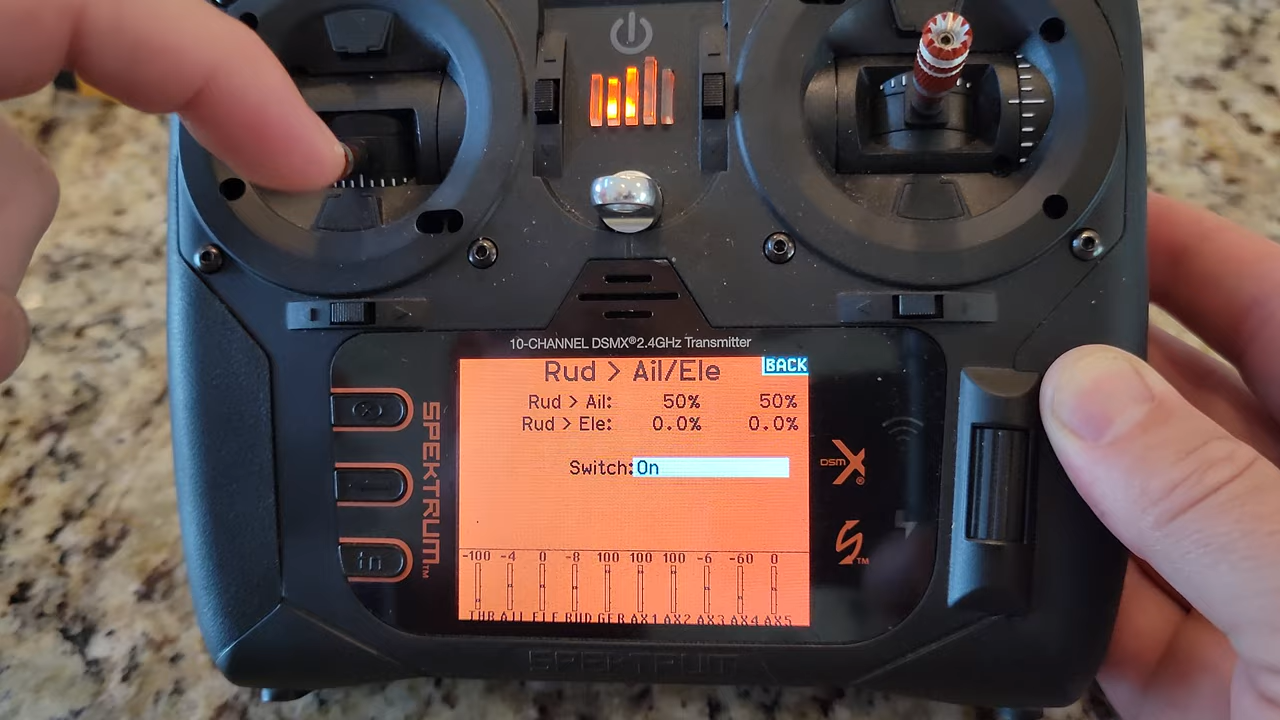 10-CHANNEL DSMX®2.4GHz Transmitter
Rud > Ail/Ele
BACK
Rud > Ail: 50% 50%
Rud > Ele: 0.0% 0.0%
Switch:On
-100 -4 0 -8 100 100 100 -6 -60 0
THR AIL ELE RUD GER AX1 AX2 AX3 AX4 AX5
SPEKTRUM™
DSMX®
S™
SPEKTRUM